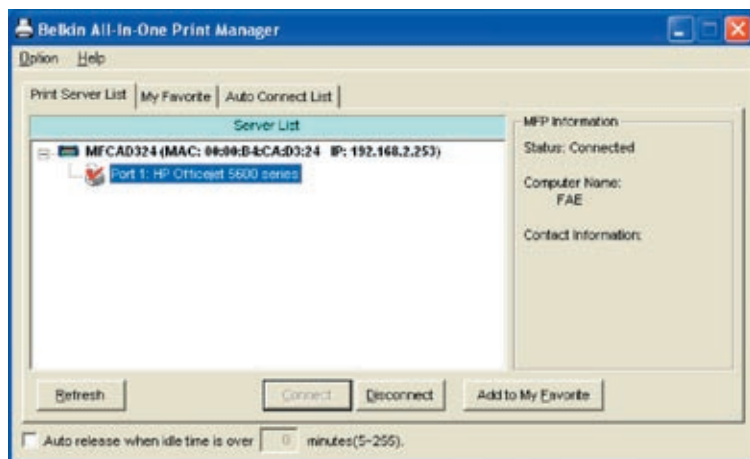 Belkin All-In-One Print Manager
Option Help
Print Server List My Favorite Auto Connect List
Server List
MFCAD324 (MAC: 00:00:B4:CA:D3:24 IP: 192.168.2.253)
Port 1: HP Officejet 5600 series
MFP Information
Status: Connected
Computer Name:
FAE
Contact Information:
Refresh Connect Disconnect Add to My Favorite
Auto release when idle time is over 0 minutes(5~255).